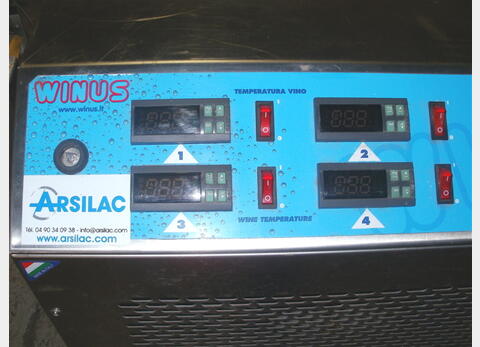 WINUS
www.winus.it
TEMPERATURA VINO
1
2
ARSILAC
tél. 04 90 34 09 38 - info@arsilac.com
www.arsilac.com
3
WINE TEMPERATURE
4